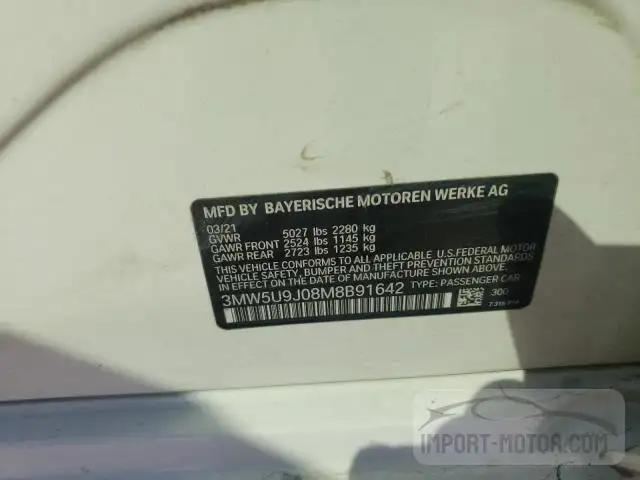 MFD BY BAYERISCHE MOTOREN WERKE AG
03/21
GVWR 5027 lbs 2280 kg
GAWR FRONT 2524 lbs 1145 kg
GAWR REAR 2723 lbs 1235 kg
THIS VEHICLE CONFORMS TO ALL APPLICABLE U.S. FEDERAL MOTOR
VEHICLE SAFETY, BUMPER, AND THEFT PREVENTION STANDARDS
IN EFFECT ON THE DATE OF MANUFACTURE SHOWN ABOVE.
3MW5U9J08M8B91642 TYPE: PASSENGER CAR
300
IMPORT-MOTOR.COM